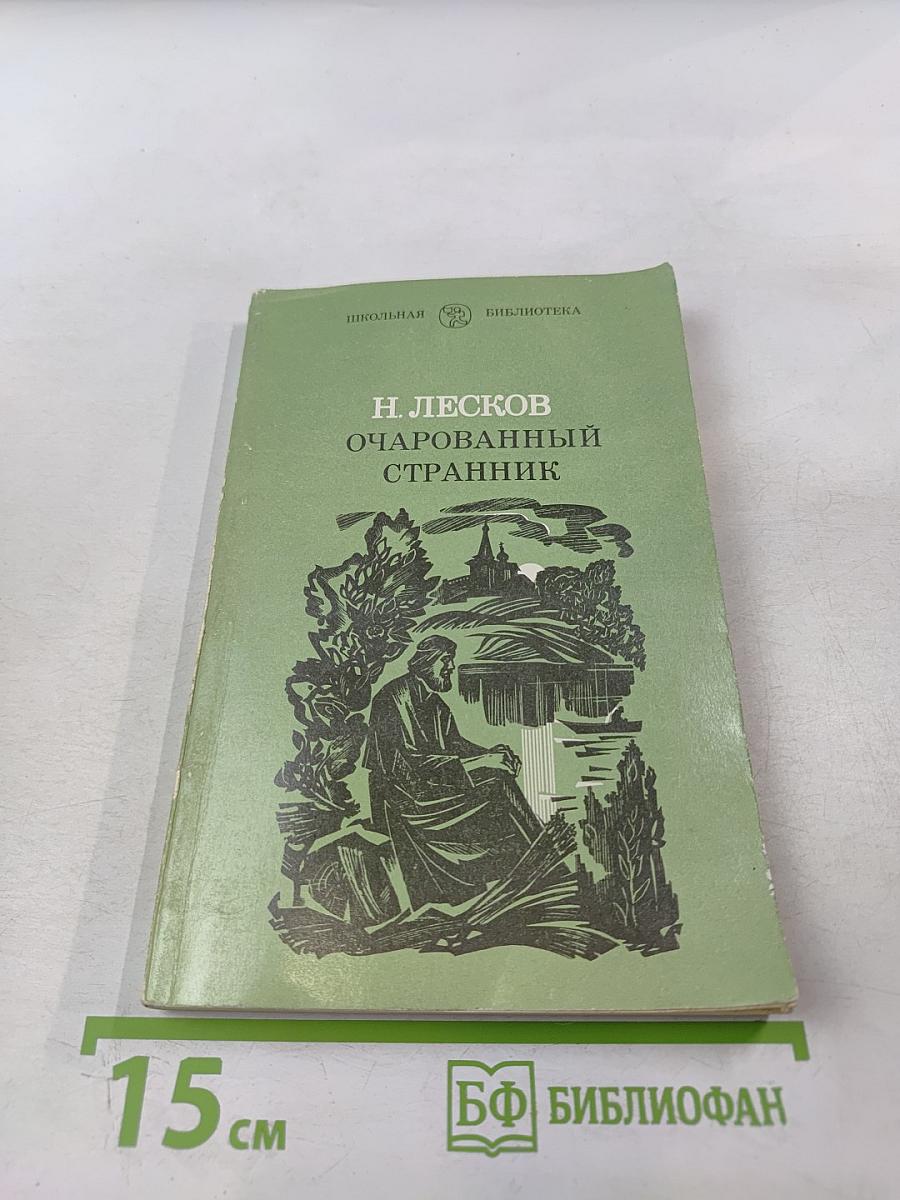 ШКОЛЬНАЯ БИБЛИОТЕКА
Н. ЛЕСКОВ
ОЧАРОВАННЫЙ
СТРАННИК
15 см
БФ БИБЛИОФАН